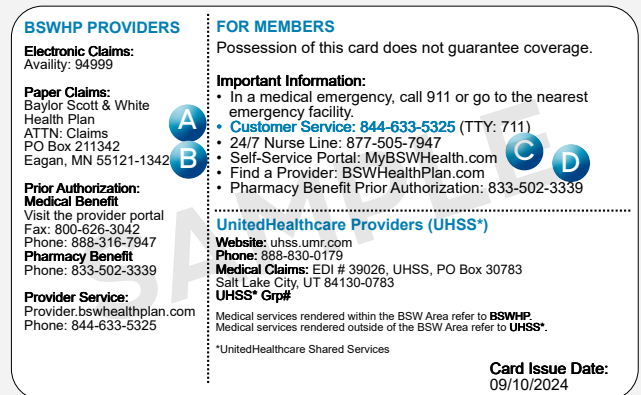 BSWHP PROVIDERS
Electronic Claims:
Availity: 94999
Paper Claims:
Baylor Scott & White
Health Plan
ATTN: Claims
PO Box 211342
Eagan, MN 55121-1342
A
B
Prior Authorization:
Medical Benefit
Visit the provider portal
Fax: 800-626-3042
Phone: 888-316-7947
Pharmacy Benefit
Phone: 833-502-3339
Provider Service:
Provider.bswhealthplan.com
Phone: 844-633-5325
FOR MEMBERS
Possession of this card does not guarantee coverage.
Important Information:
• In a medical emergency, call 911 or go to the nearest
emergency facility.
• Customer Service: 844-633-5325 (TTY: 711)
• 24/7 Nurse Line: 877-505-7947
• Self-Service Portal: MyBSWHealth.com
• Find a Provider: BSWHealthPlan.com
• Pharmacy Benefit Prior Authorization: 833-502-3339
C
D
UnitedHealthcare Providers (UHSS*)
Website: uhss.umr.com
Phone: 888-830-0179
Medical Claims: EDI # 39026, UHSS, PO Box 30783
Salt Lake City, UT 84130-0783
UHSS* Grp#
Medical services rendered within the BSW Area refer to BSWHP.
Medical services rendered outside of the BSW Area refer to UHSS*.
*UnitedHealthcare Shared Services
Card Issue Date:
09/10/2024
SAMPLE